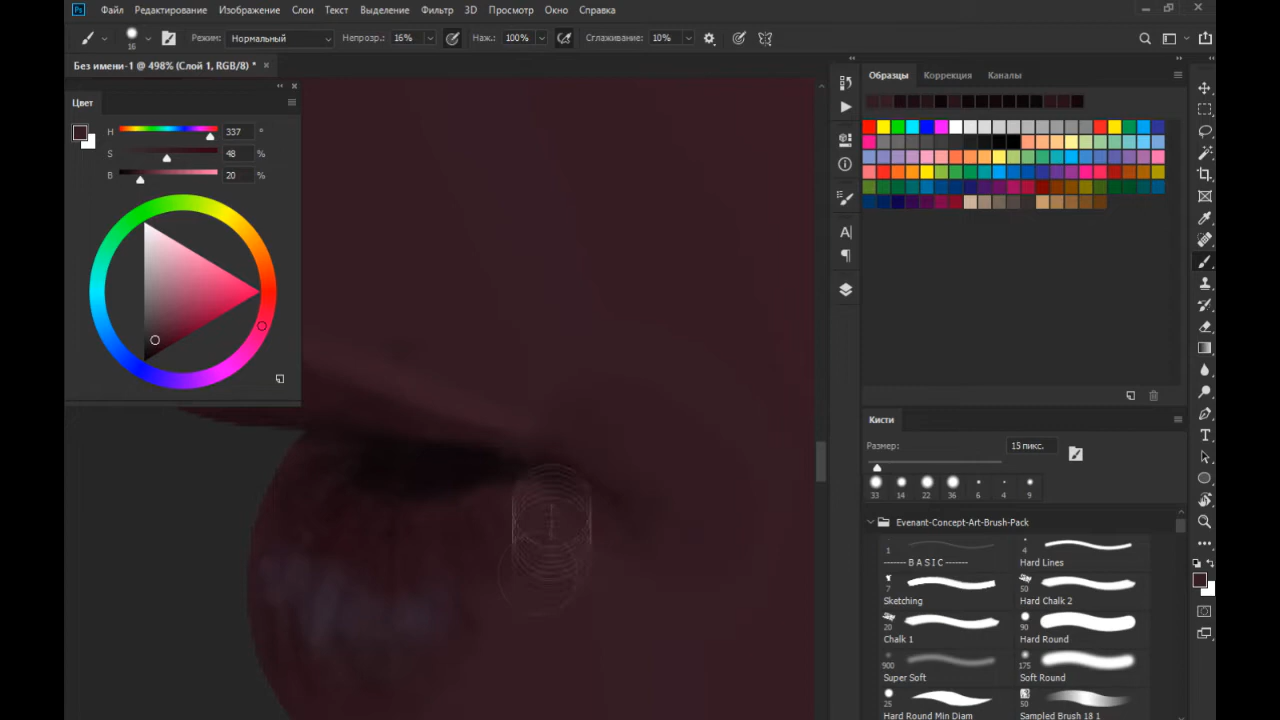 Ps Файл Редактирование Изображение Слои Текст Выделение Фильтр 3D Просмотр Окно Справка
16 Режим: Нормальный Непрозр.: 16% Наж.: 100% Сглаживание: 10%
Без имени-1 @ 498% (Слой 1, RGB/8) * ×
Цвет
H 337 °
S 48 %
B 20 %
Образцы Коррекция Каналы
Кисти
Размер: 15 пикс.
33 14 22 36 6 4 9
Evenant-Concept-Art-Brush-Pack
1 ------- B A S I C ------- 4 Hard Lines
7 Sketching 50 Hard Chalk 2
20 Chalk 1 90 Hard Round
900 Super Soft 175 Soft Round
25 Hard Round Min Diam 50 Sampled Brush 18 1